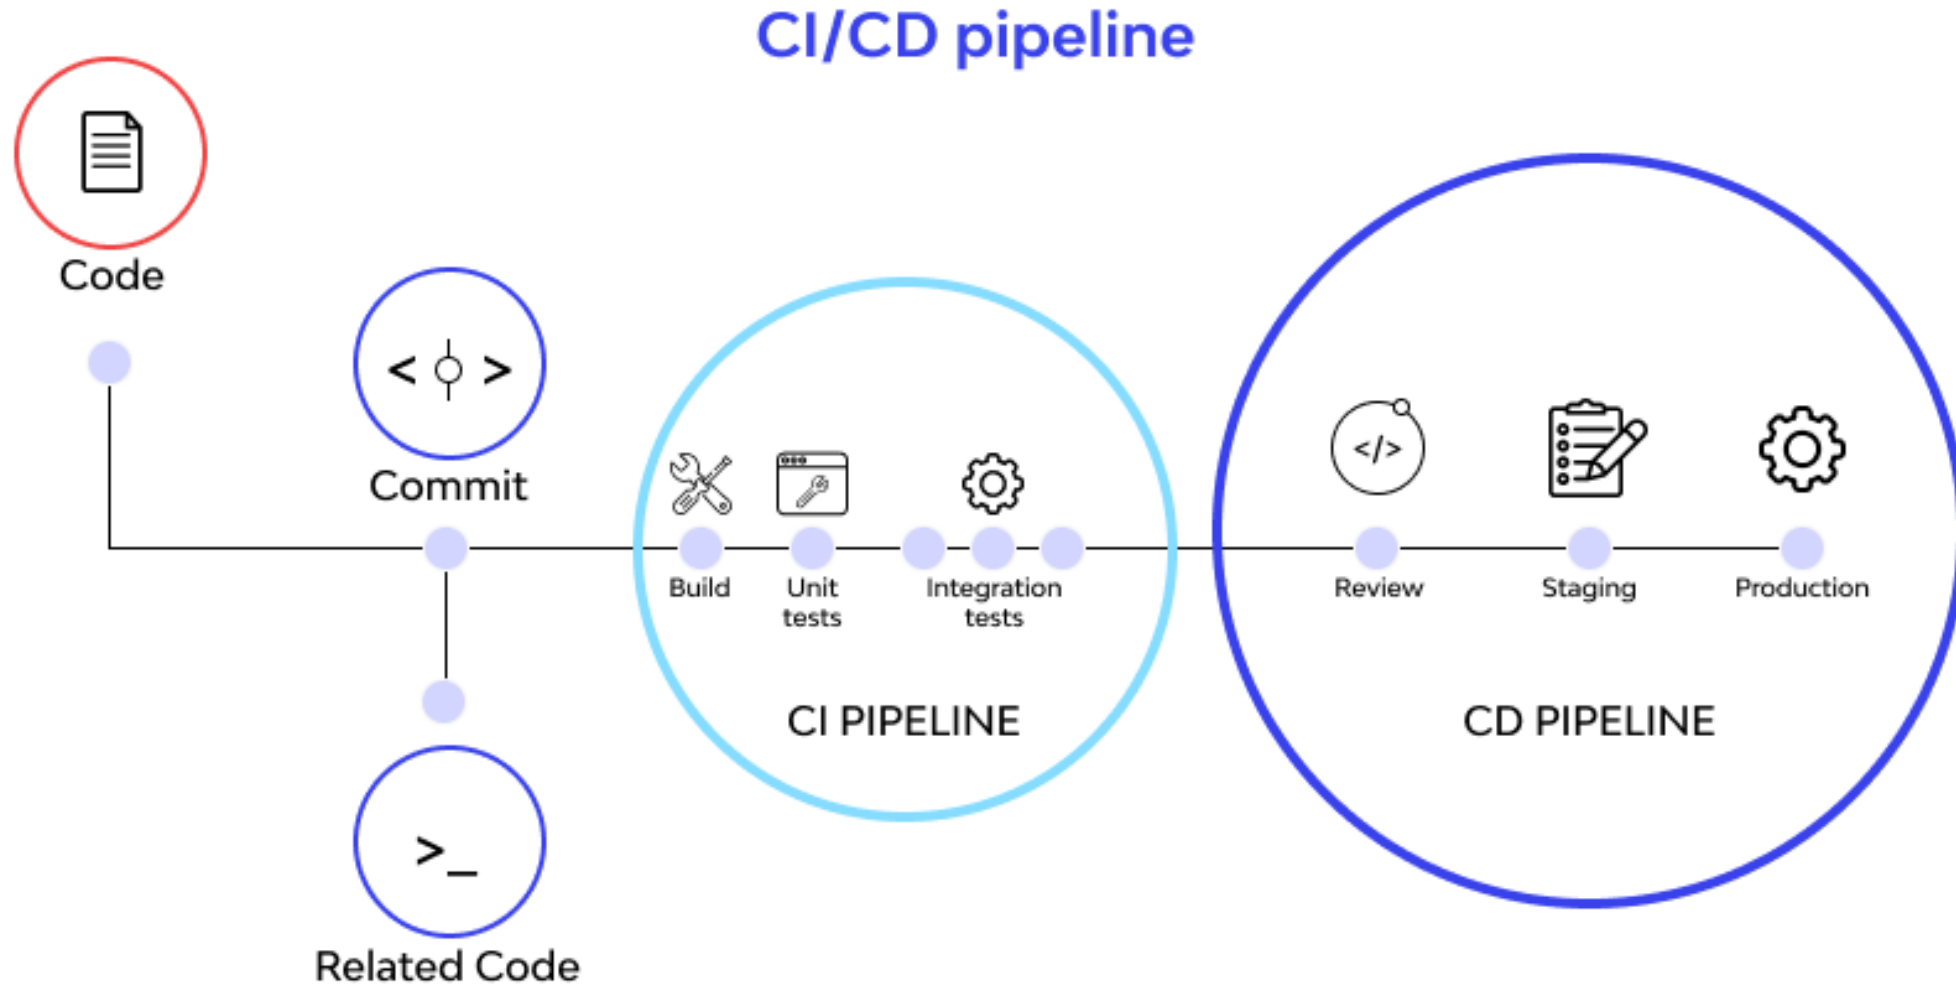 CI/CD pipeline
Code
< >
Commit
Build
Unit
tests
Integration
tests
CI PIPELINE
</>
Review
Staging
Production
CD PIPELINE
>_
Related Code